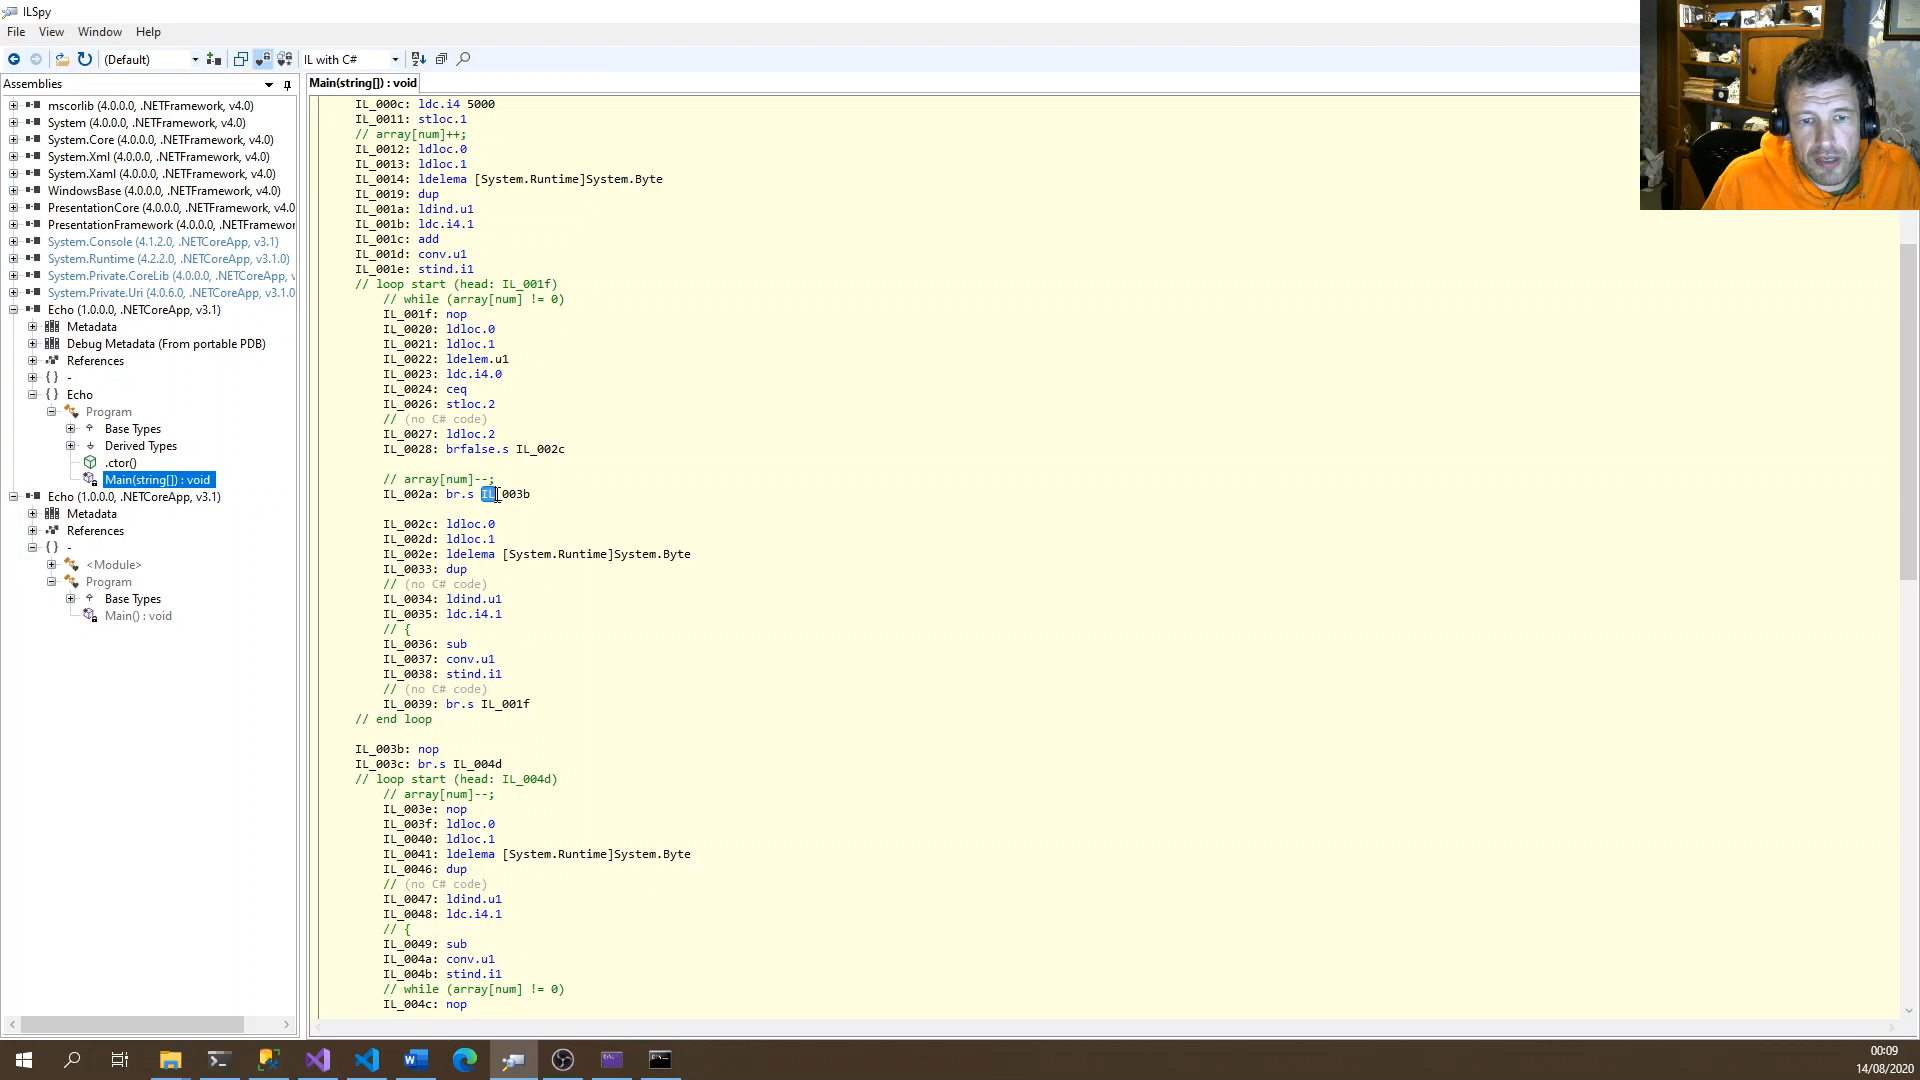 ILSpy
File View Window Help
(Default) IL with C#
Assemblies
Main(string[]) : void
mscorlib (4.0.0.0, .NETFramework, v4.0)
System (4.0.0.0, .NETFramework, v4.0)
System.Core (4.0.0.0, .NETFramework, v4.0)
System.Xml (4.0.0.0, .NETFramework, v4.0)
System.Xaml (4.0.0.0, .NETFramework, v4.0)
WindowsBase (4.0.0.0, .NETFramework, v4.0)
PresentationCore (4.0.0.0, .NETFramework, v4.0
PresentationFramework (4.0.0.0, .NETFramewor
System.Console (4.1.2.0, .NETCoreApp, v3.1)
System.Runtime (4.2.2.0, .NETCoreApp, v3.1.0)
System.Private.CoreLib (4.0.0.0, .NETCoreApp, v
System.Private.Uri (4.0.6.0, .NETCoreApp, v3.1.0
Echo (1.0.0.0, .NETCoreApp, v3.1)
Metadata
Debug Metadata (From portable PDB)
References
{ } -
{ } Echo
Program
Base Types
Derived Types
.ctor()
Main(string[]) : void
Echo (1.0.0.0, .NETCoreApp, v3.1)
Metadata
References
{ } -
<Module>
Program
Base Types
Main() : void
IL_000c: ldc.i4 5000
IL_0011: stloc.1
// array[num]++;
IL_0012: ldloc.0
IL_0013: ldloc.1
IL_0014: ldelema [System.Runtime]System.Byte
IL_0019: dup
IL_001a: ldind.u1
IL_001b: ldc.i4.1
IL_001c: add
IL_001d: conv.u1
IL_001e: stind.i1
// loop start (head: IL_001f)
// while (array[num] != 0)
IL_001f: nop
IL_0020: ldloc.0
IL_0021: ldloc.1
IL_0022: ldelem.u1
IL_0023: ldc.i4.0
IL_0024: ceq
IL_0026: stloc.2
// (no C# code)
IL_0027: ldloc.2
IL_0028: brfalse.s IL_002c
// array[num]--;
IL_002a: br.s IL_003b
IL_002c: ldloc.0
IL_002d: ldloc.1
IL_002e: ldelema [System.Runtime]System.Byte
IL_0033: dup
// (no C# code)
IL_0034: ldind.u1
IL_0035: ldc.i4.1
// {
IL_0036: sub
IL_0037: conv.u1
IL_0038: stind.i1
// (no C# code)
IL_0039: br.s IL_001f
// end loop
IL_003b: nop
IL_003c: br.s IL_004d
// loop start (head: IL_004d)
// array[num]--;
IL_003e: nop
IL_003f: ldloc.0
IL_0040: ldloc.1
IL_0041: ldelema [System.Runtime]System.Byte
IL_0046: dup
// (no C# code)
IL_0047: ldind.u1
IL_0048: ldc.i4.1
// {
IL_0049: sub
IL_004a: conv.u1
IL_004b: stind.i1
// while (array[num] != 0)
IL_004c: nop
00:09
14/08/2020